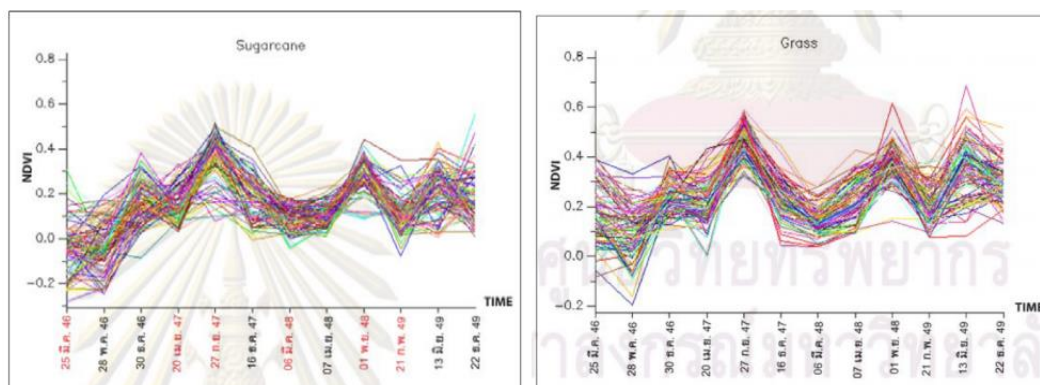 Sugarcane
0.8
0.6
0.4
0.2
0.0
−0.2
NDVI
TIME
25 มี.ค. 46
28 พ.ค. 46
30 ธ.ค. 46
20 เม.ย. 47
27 ก.ย. 47
16 ธ.ค. 47
06 มี.ค. 48
07 เม.ย. 48
01 พ.ย. 48
21 ก.พ. 49
13 มิ.ย. 49
22 ธ.ค. 49
Grass
0.8
0.6
0.4
0.2
0.0
−0.2
NDVI
TIME
25 มี.ค. 46
28 พ.ค. 46
30 ธ.ค. 46
20 เม.ย. 47
27 ก.ย. 47
16 ธ.ค. 47
06 มี.ค. 48
07 เม.ย. 48
01 พ.ย. 48
21 ก.พ. 49
13 มิ.ย. 49
22 ธ.ค. 49
ศูนย์วิทยทรัพยากร